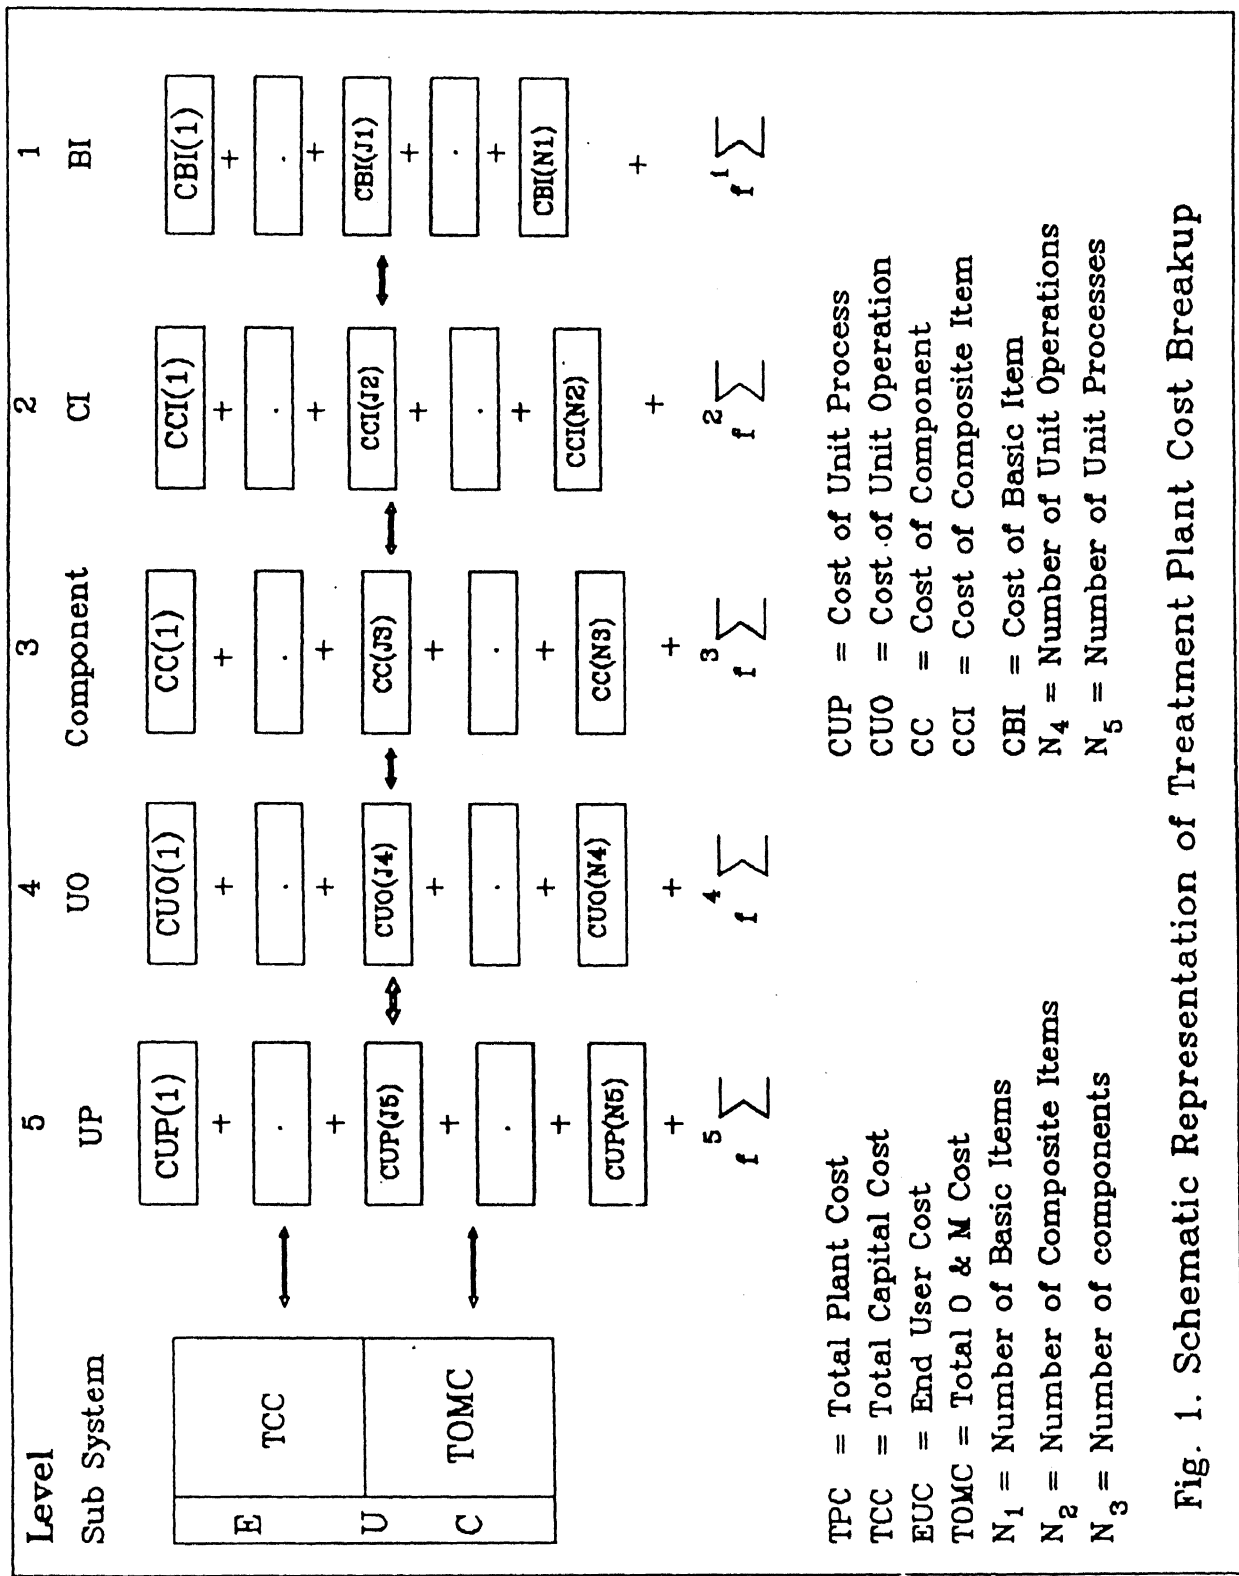 Level 5 4 3 2 1
Sub System UP UO Component CI BI
CUP(1) CUO(1) CC(1) CCI(1) CBI(1)
+ + + + +
. . . . .
+ + + + +
E U C
TCC
TOMC
CUP(J5) CUO(J4) CC(J3) CCI(J2) CBI(J1)
+ + + + +
. . . . .
+ + + + +
CUP(N5) CUO(N4) CC(N3) CCI(N2) CBI(N1)
+ + + + +
f⁵ ∑ f⁴ ∑ f³ ∑ f² ∑ f¹ ∑
TPC = Total Plant Cost
TCC = Total Capital Cost
EUC = End User Cost
TOMC = Total O & M Cost
N₁ = Number of Basic Items
N₂ = Number of Composite Items
N₃ = Number of components
CUP = Cost of Unit Process
CUO = Cost of Unit Operation
CC = Cost of Component
CCI = Cost of Composite Item
CBI = Cost of Basic Item
N₄ = Number of Unit Operations
N₅ = Number of Unit Processes
Fig. 1. Schematic Representation of Treatment Plant Cost Breakup